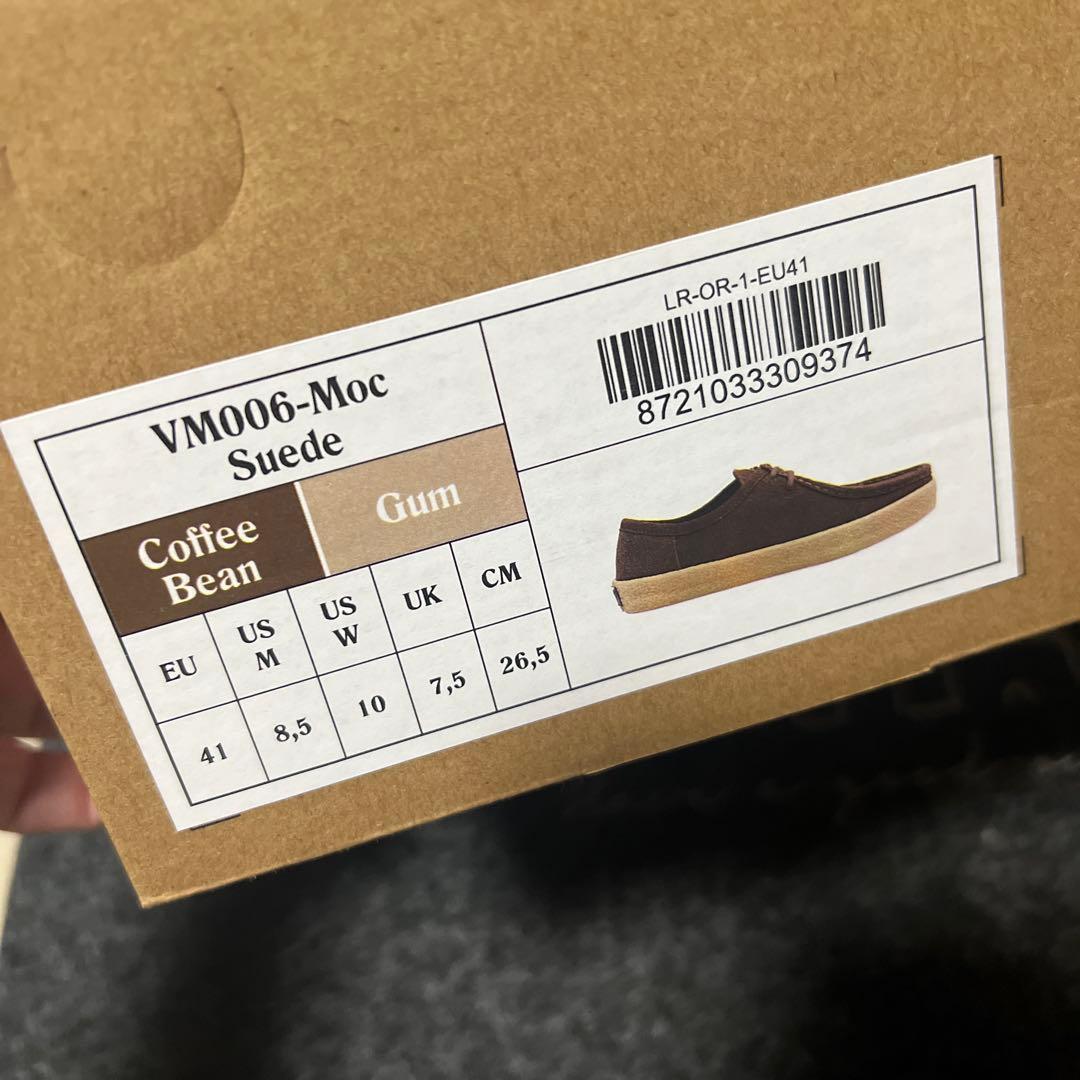 VM006-Moc
Suede
Coffee
Bean
Gum
EU
US
M
US
W
UK
CM
41
8,5
10
7,5
26,5
LR-OR-1-EU41
8721033309374